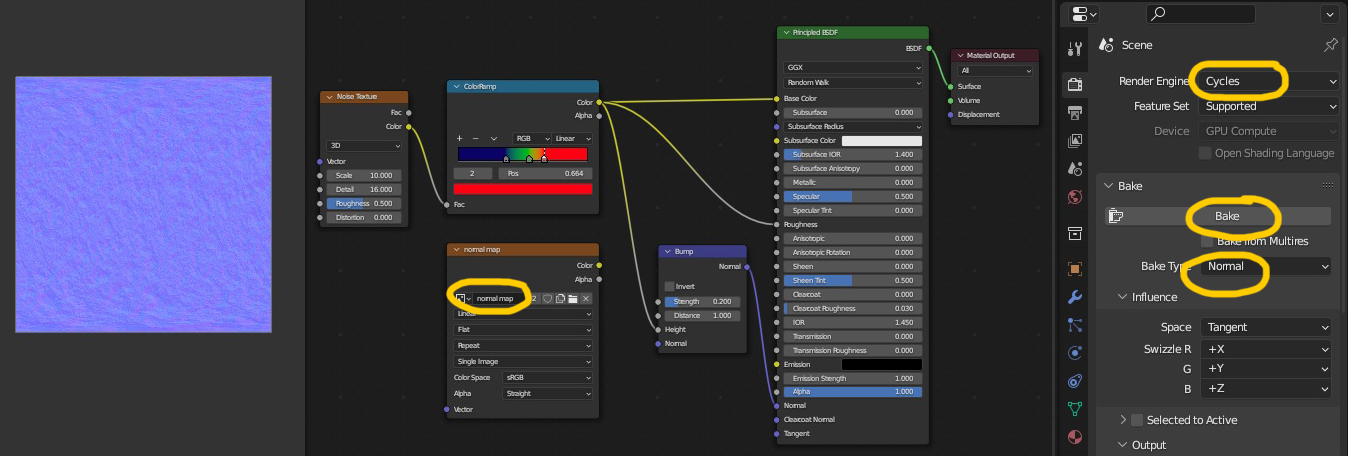 Noise Texture
Fac
Color
3D
Vector
Scale 10.000
Detail 16.000
Roughness 0.500
Distortion 0.000
ColorRamp
Color
Alpha
+ − RGB Linear
2 Pos 0.664
Fac
normal map
Color
Alpha
normal map 2
Linear
Flat
Repeat
Single Image
Color Space sRGB
Alpha Straight
Vector
Bump
Normal
Invert
Strength 0.200
Distance 1.000
Height
Normal
Principled BSDF
BSDF
GGX
Random Walk
Base Color
Subsurface 0.000
Subsurface Radius
Subsurface Color
Subsurface IOR 1.400
Subsurface Anisotropy 0.000
Metallic 0.000
Specular 0.500
Specular Tint 0.000
Roughness
Anisotropic 0.000
Anisotropic Rotation 0.000
Sheen 0.000
Sheen Tint 0.500
Clearcoat 0.000
Clearcoat Roughness 0.030
IOR 1.450
Transmission 0.000
Transmission Roughness 0.000
Emission
Emission Strength 1.000
Alpha 1.000
Normal
Clearcoat Normal
Tangent
Material Output
All
Surface
Volume
Displacement
Scene
Render Engine Cycles
Feature Set Supported
Device GPU Compute
Open Shading Language
Bake
Bake
Bake from Multires
Bake Type Normal
Influence
Space Tangent
Swizzle R +X
G +Y
B +Z
Selected to Active
Output